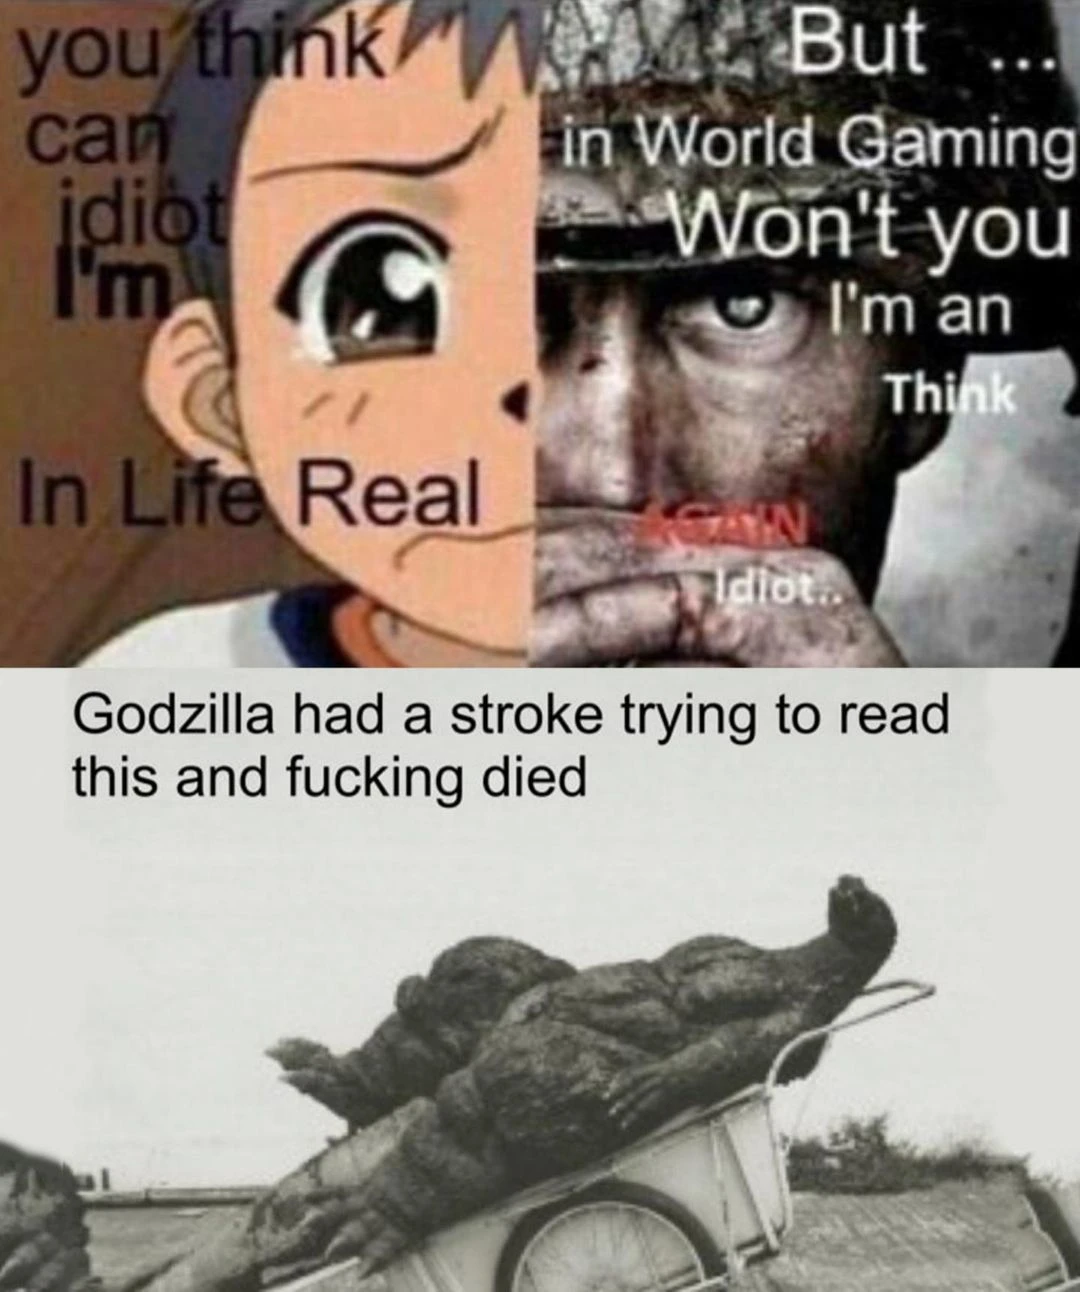 you think
can
idiot
I'm
In Life Real
But ...
in World Gaming
Won't you
I'm an
Think
AGAIN
Idiot..
Godzilla had a stroke trying to read
this and fucking died